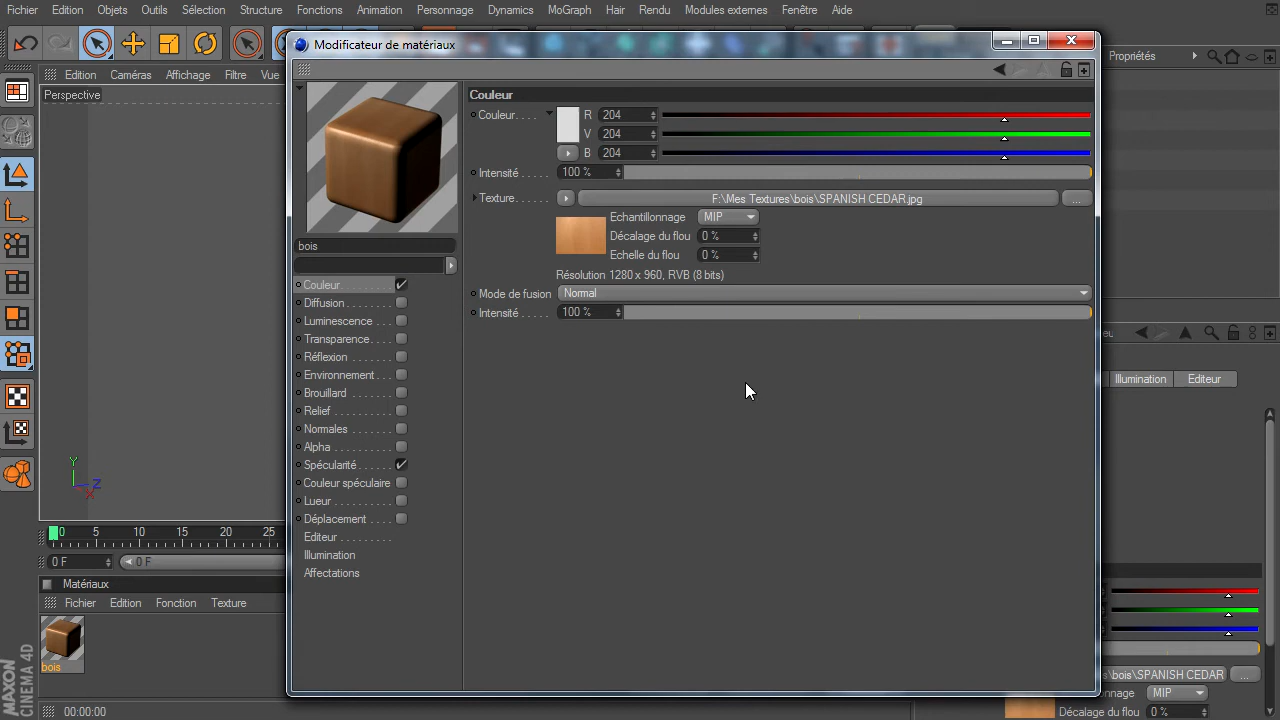 Fichier Edition Objets Outils Sélection Structure Fonctions Animation Personnage Dynamics MoGraph Hair Rendu Modules externes Fenêtre Aide
Modificateur de matériaux
Edition Caméras Affichage Filtre Vue
Propriétés
Perspective
Couleur
Couleur. . . . R 204
V 204
B 204
Intensité . . . . . 100 %
Texture . . . . . . F:\Mes Textures\bois\SPANISH CEDAR.jpg ...
Echantillonnage MIP
Décalage du flou 0 %
Echelle du flou 0 %
Résolution 1280 x 960, RVB (8 bits)
Mode de fusion Normal
Intensité . . . . . 100 %
bois
Couleur
Diffusion
Luminescence
Transparence
Réflexion
Environnement
Brouillard
Relief
Normales
Alpha
Spécularité
Couleur spéculaire
Lueur
Déplacement
Editeur
Illumination
Affectations
Illumination Editeur
Y
Z
X
0 5 10 15 20 25
0 F 0 F
Matériaux
Fichier Edition Fonction Texture
bois
MAXON
CINEMA 4D
00:00:00
s\bois\SPANISH CEDAR ...
MIP
Décalage du flou 0 %